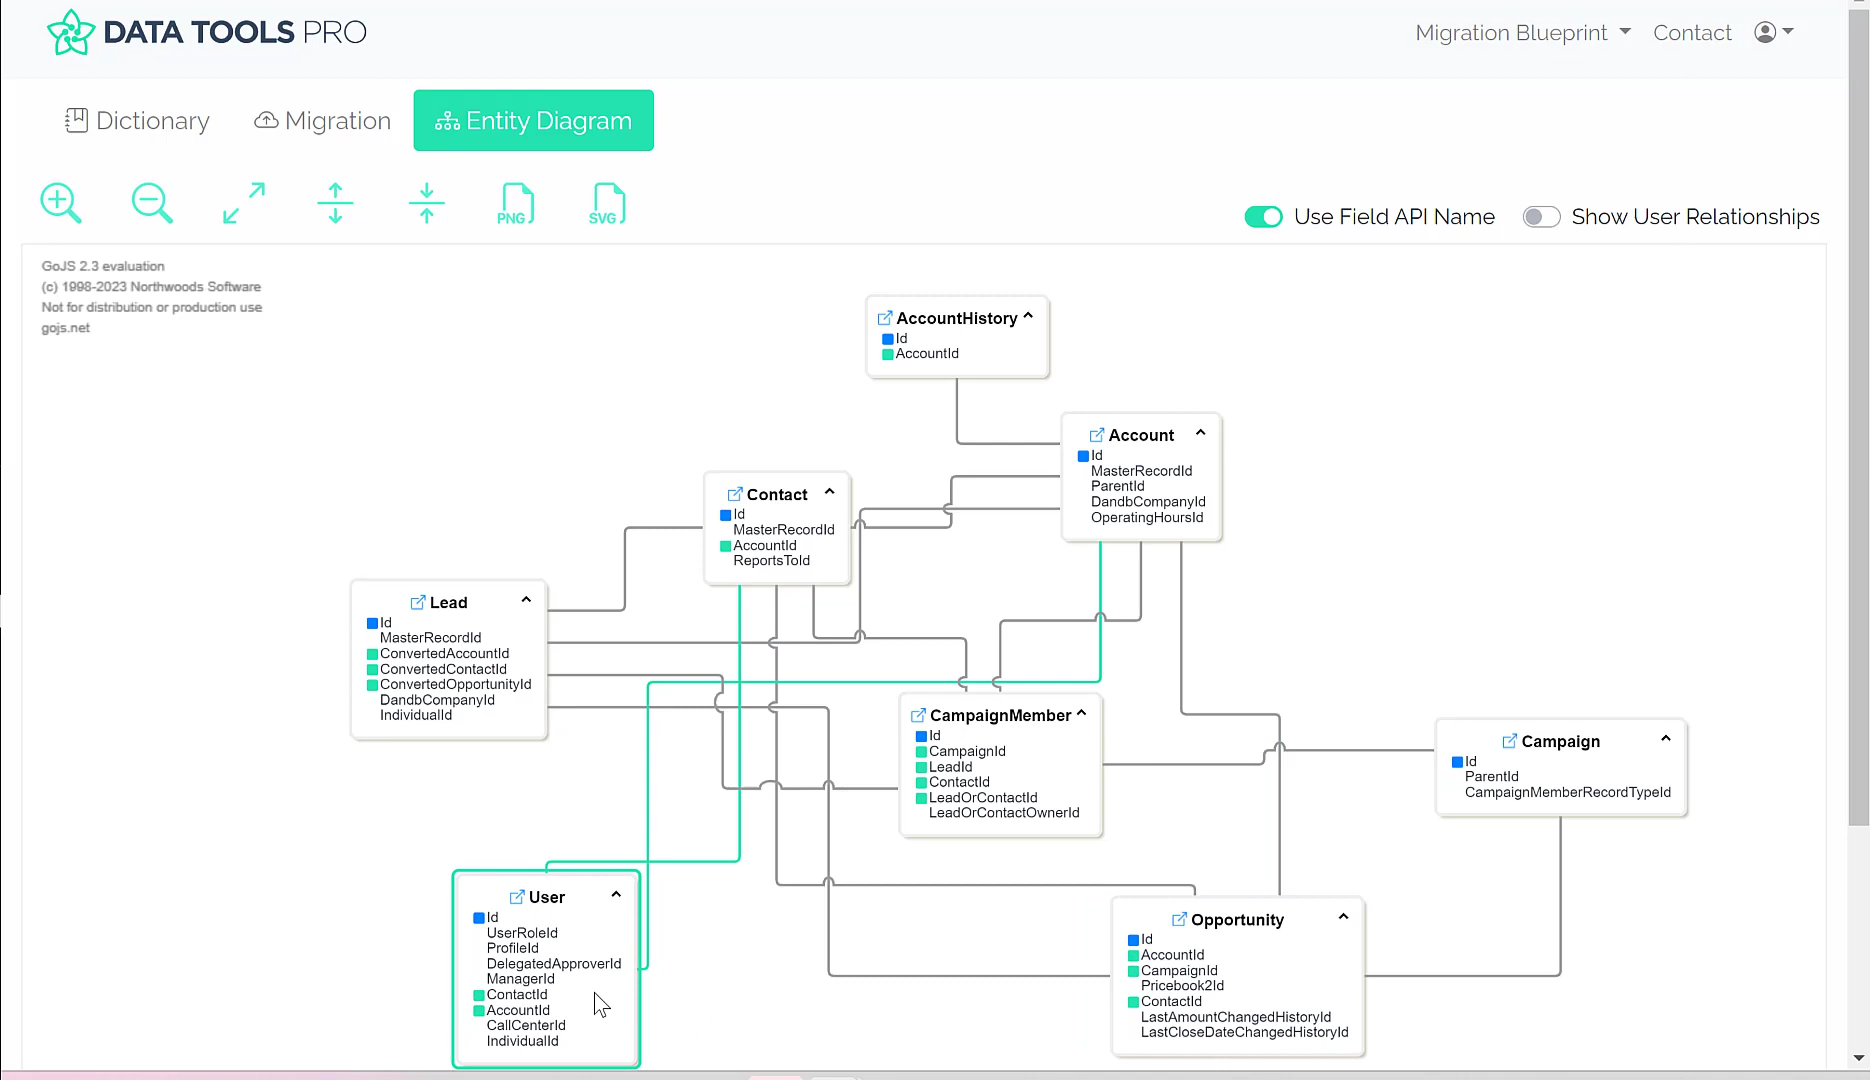 DATA TOOLS PRO
Migration Blueprint
Contact
Dictionary
Migration
Entity Diagram
PNG
SVG
Use Field API Name
Show User Relationships
GoJS 2.3 evaluation
(c) 1998-2023 Northwoods Software
Not for distribution or production use
gojs.net
AccountHistory
Id
AccountId
Account
Id
MasterRecordId
ParentId
DandbCompanyId
OperatingHoursId
Contact
Id
MasterRecordId
AccountId
ReportsToId
Lead
Id
MasterRecordId
ConvertedAccountId
ConvertedContactId
ConvertedOpportunityId
DandbCompanyId
IndividualId
CampaignMember
Id
CampaignId
LeadId
ContactId
LeadOrContactId
LeadOrContactOwnerId
Campaign
Id
ParentId
CampaignMemberRecordTypeId
User
Id
UserRoleId
ProfileId
DelegatedApproverId
ManagerId
ContactId
AccountId
CallCenterId
IndividualId
Opportunity
Id
AccountId
CampaignId
Pricebook2Id
ContactId
LastAmountChangedHistoryId
LastCloseDateChangedHistoryId